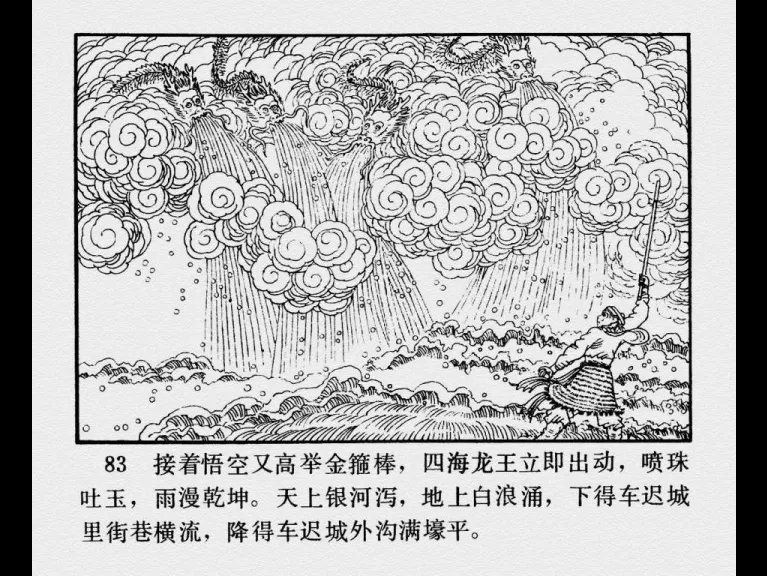 83 接着悟空又高举金箍棒，四海龙王立即出动，喷珠
吐玉，雨漫乾坤。天上银河泻，地上白浪涌，下得车迟城
里街巷横流，降得车迟城外沟满壕平。